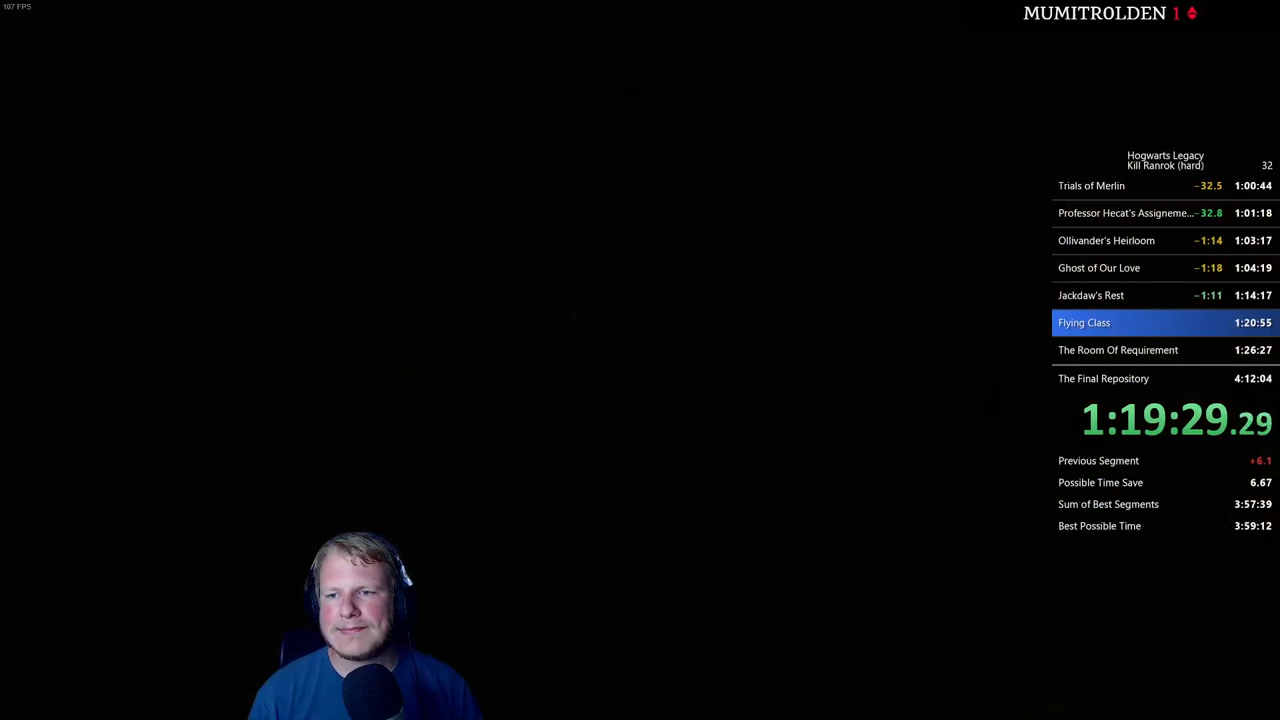 107 FPS
MUMITR0LDEN 1
Hogwarts Legacy
Kill Ranrok (hard) 32
Trials of Merlin -32.5 1:00:44
Professor Hecat's Assigneme... -32.8 1:01:18
Ollivander's Heirloom -1:14 1:03:17
Ghost of Our Love -1:18 1:04:19
Jackdaw's Rest -1:11 1:14:17
Flying Class 1:20:55
The Room Of Requirement 1:26:27
The Final Repository 4:12:04
1:19:29.29
Previous Segment +6.1
Possible Time Save 6.67
Sum of Best Segments 3:57:39
Best Possible Time 3:59:12